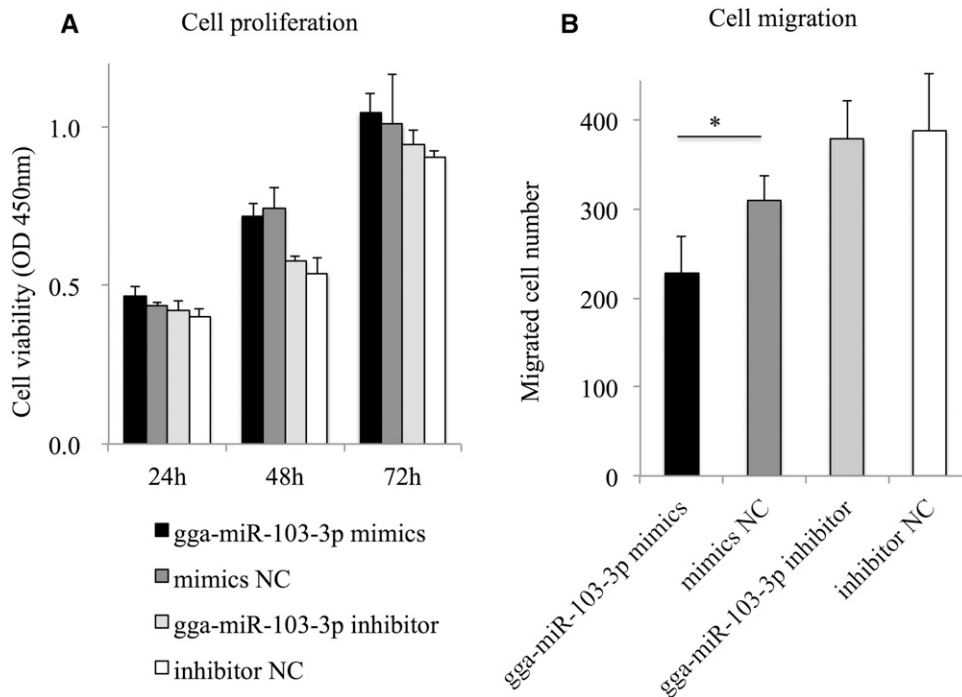 A Cell proliferation
Cell viability (OD 450nm)
1.0
0.5
0.0
24h 48h 72h
gga-miR-103-3p mimics
mimics NC
gga-miR-103-3p inhibitor
inhibitor NC
B Cell migration
Migrated cell number
400
300
200
100
0
*
gga-miR-103-3p mimics
mimics NC
gga-miR-103-3p inhibitor
inhibitor NC